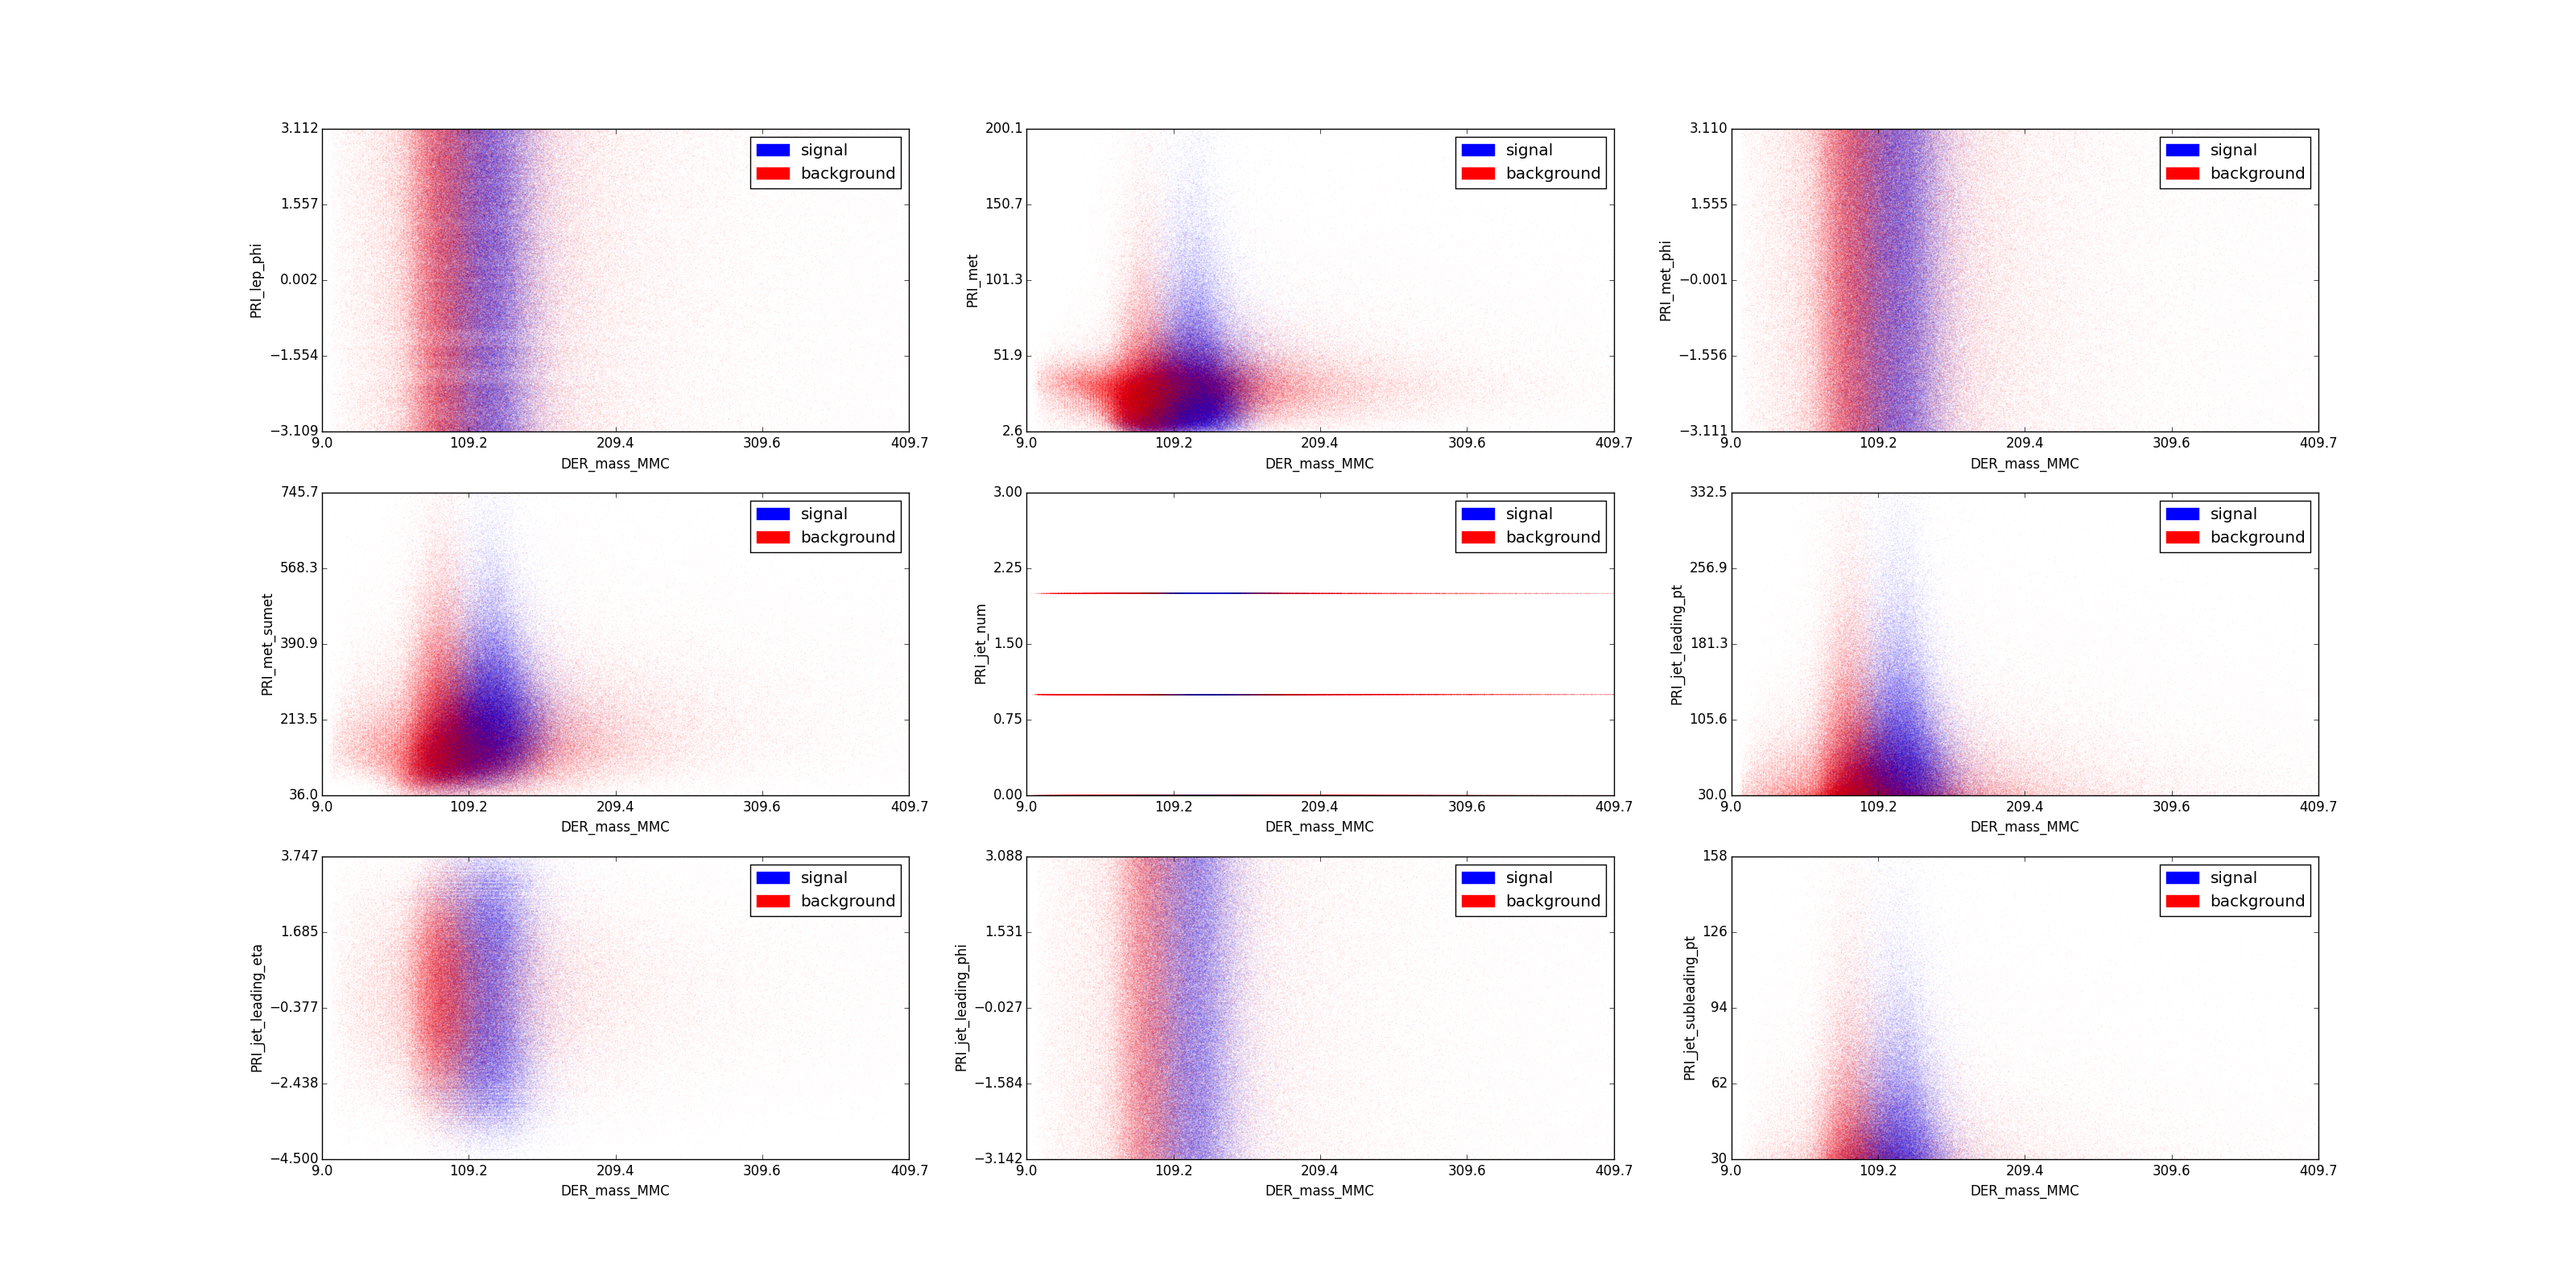 3.112
1.557
0.002
−1.554
−3.109
PRI_lep_phi
signal
background
9.0 109.2 209.4 309.6 409.7
DER_mass_MMC
200.1
150.7
101.3
51.9
2.6
PRI_met
signal
background
9.0 109.2 209.4 309.6 409.7
DER_mass_MMC
3.110
1.555
−0.001
−1.556
−3.111
PRI_met_phi
signal
background
9.0 109.2 209.4 309.6 409.7
DER_mass_MMC
745.7
568.3
390.9
213.5
36.0
PRI_met_sumet
signal
background
9.0 109.2 209.4 309.6 409.7
DER_mass_MMC
3.00
2.25
1.50
0.75
0.00
PRI_jet_num
signal
background
9.0 109.2 209.4 309.6 409.7
DER_mass_MMC
332.5
256.9
181.3
105.6
30.0
PRI_jet_leading_pt
signal
background
9.0 109.2 209.4 309.6 409.7
DER_mass_MMC
3.747
1.685
−0.377
−2.438
−4.500
PRI_jet_leading_eta
signal
background
9.0 109.2 209.4 309.6 409.7
DER_mass_MMC
3.088
1.531
−0.027
−1.584
−3.142
PRI_jet_leading_phi
signal
background
9.0 109.2 209.4 309.6 409.7
DER_mass_MMC
158
126
94
62
30
PRI_jet_subleading_pt
signal
background
9.0 109.2 209.4 309.6 409.7
DER_mass_MMC